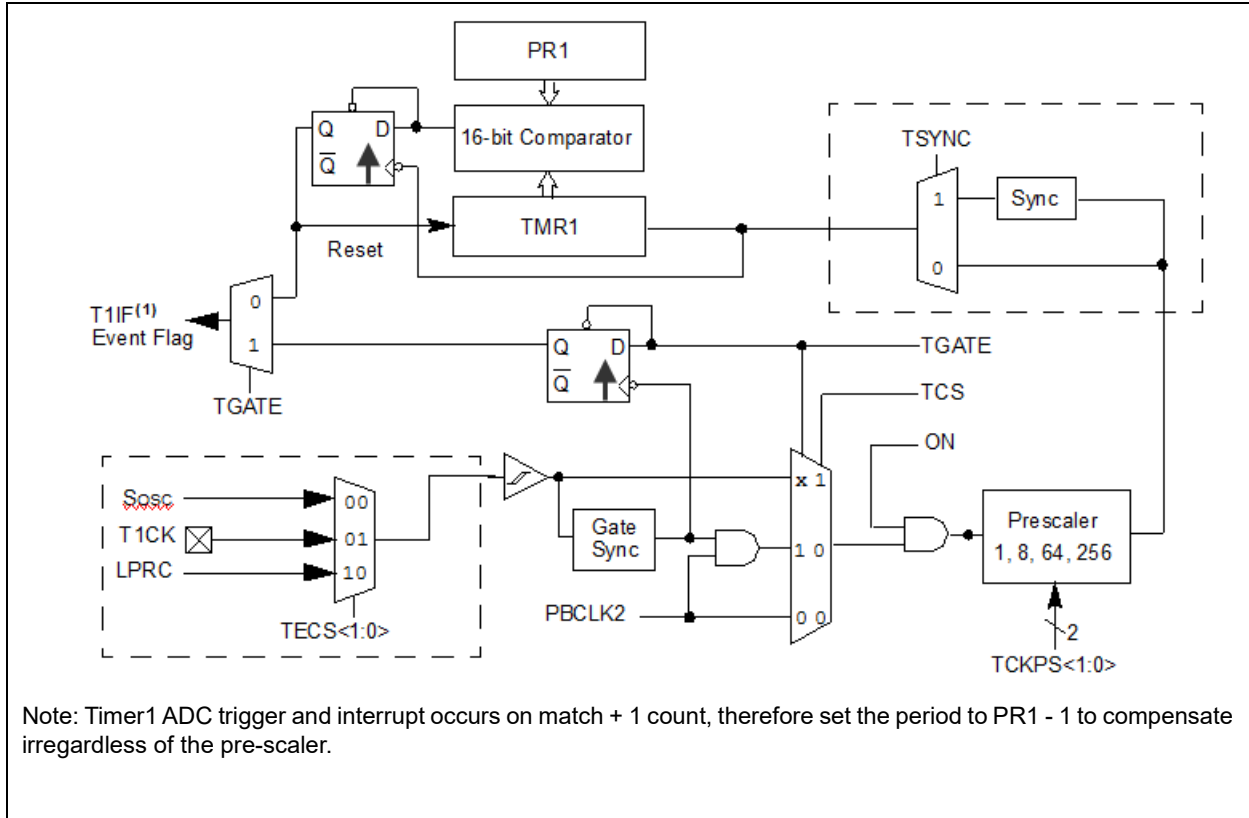 PR1
Q D
Q
16-bit Comparator
TSYNC
1
Sync
TMR1
Reset
0
T1IF(1)
Event Flag
0
1
Q D
Q
TGATE
TGATE
TCS
ON
Sosc
00
T1CK
01
LPRC
10
TECS<1:0>
x 1
Gate
Sync
1 0
Prescaler
1, 8, 64, 256
PBCLK2
0 0
2
TCKPS<1:0>
Note: Timer1 ADC trigger and interrupt occurs on match + 1 count, therefore set the period to PR1 - 1 to compensate
irregardless of the pre-scaler.